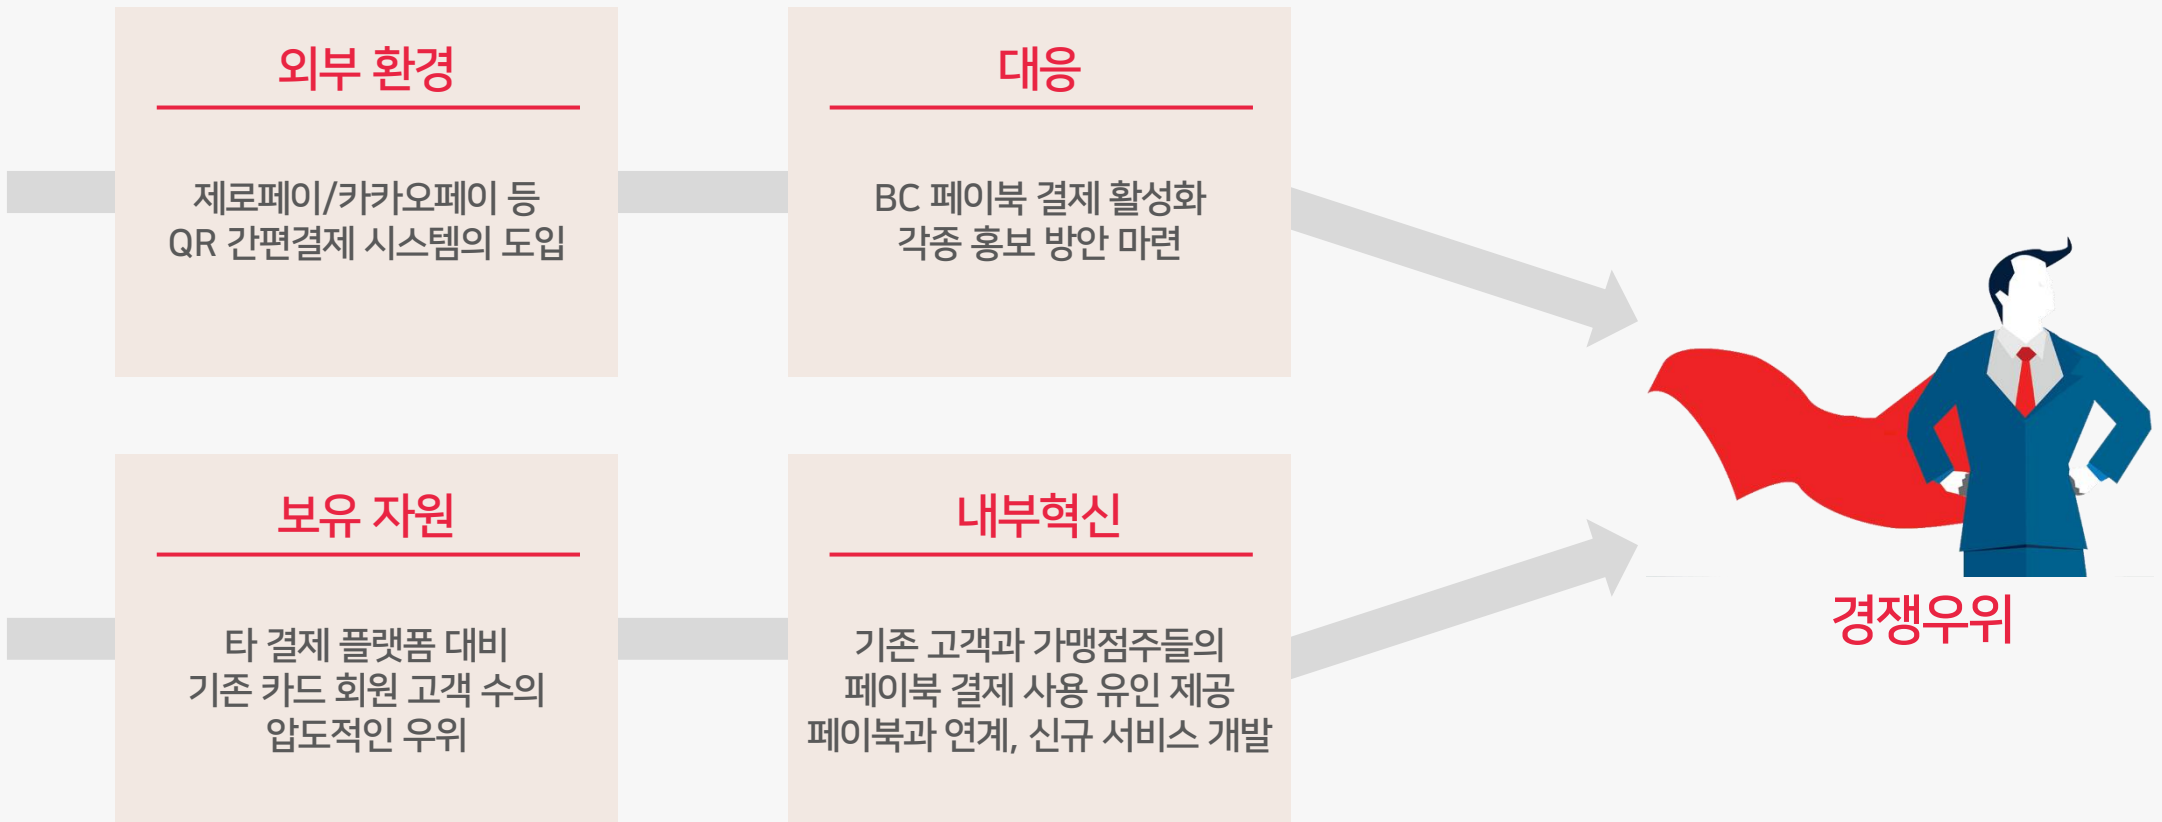 외부 환경
제로페이/카카오페이 등
QR 간편결제 시스템의 도입
대응
BC 페이북 결제 활성화
각종 홍보 방안 마련
보유 자원
타 결제 플랫폼 대비
기존 카드 회원 고객 수의
압도적인 우위
내부혁신
기존 고객과 가맹점주들의
페이북 결제 사용 유인 제공
페이북과 연계, 신규 서비스 개발
경쟁우위